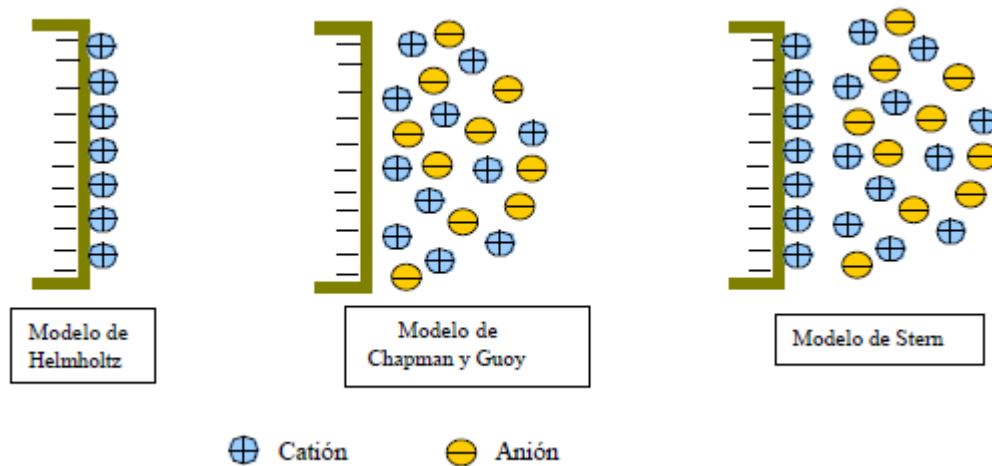 Modelo de
Helmholtz
Modelo de
Chapman y Guoy
Modelo de Stern
Catión
Anión